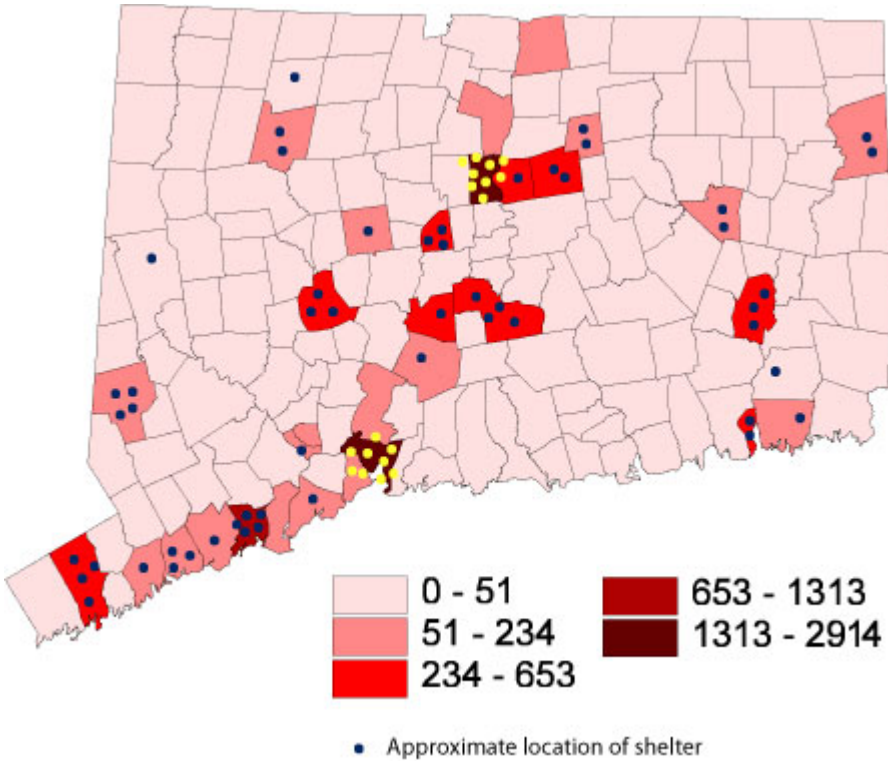 0 - 51
51 - 234
234 - 653
653 - 1313
1313 - 2914
Approximate location of shelter